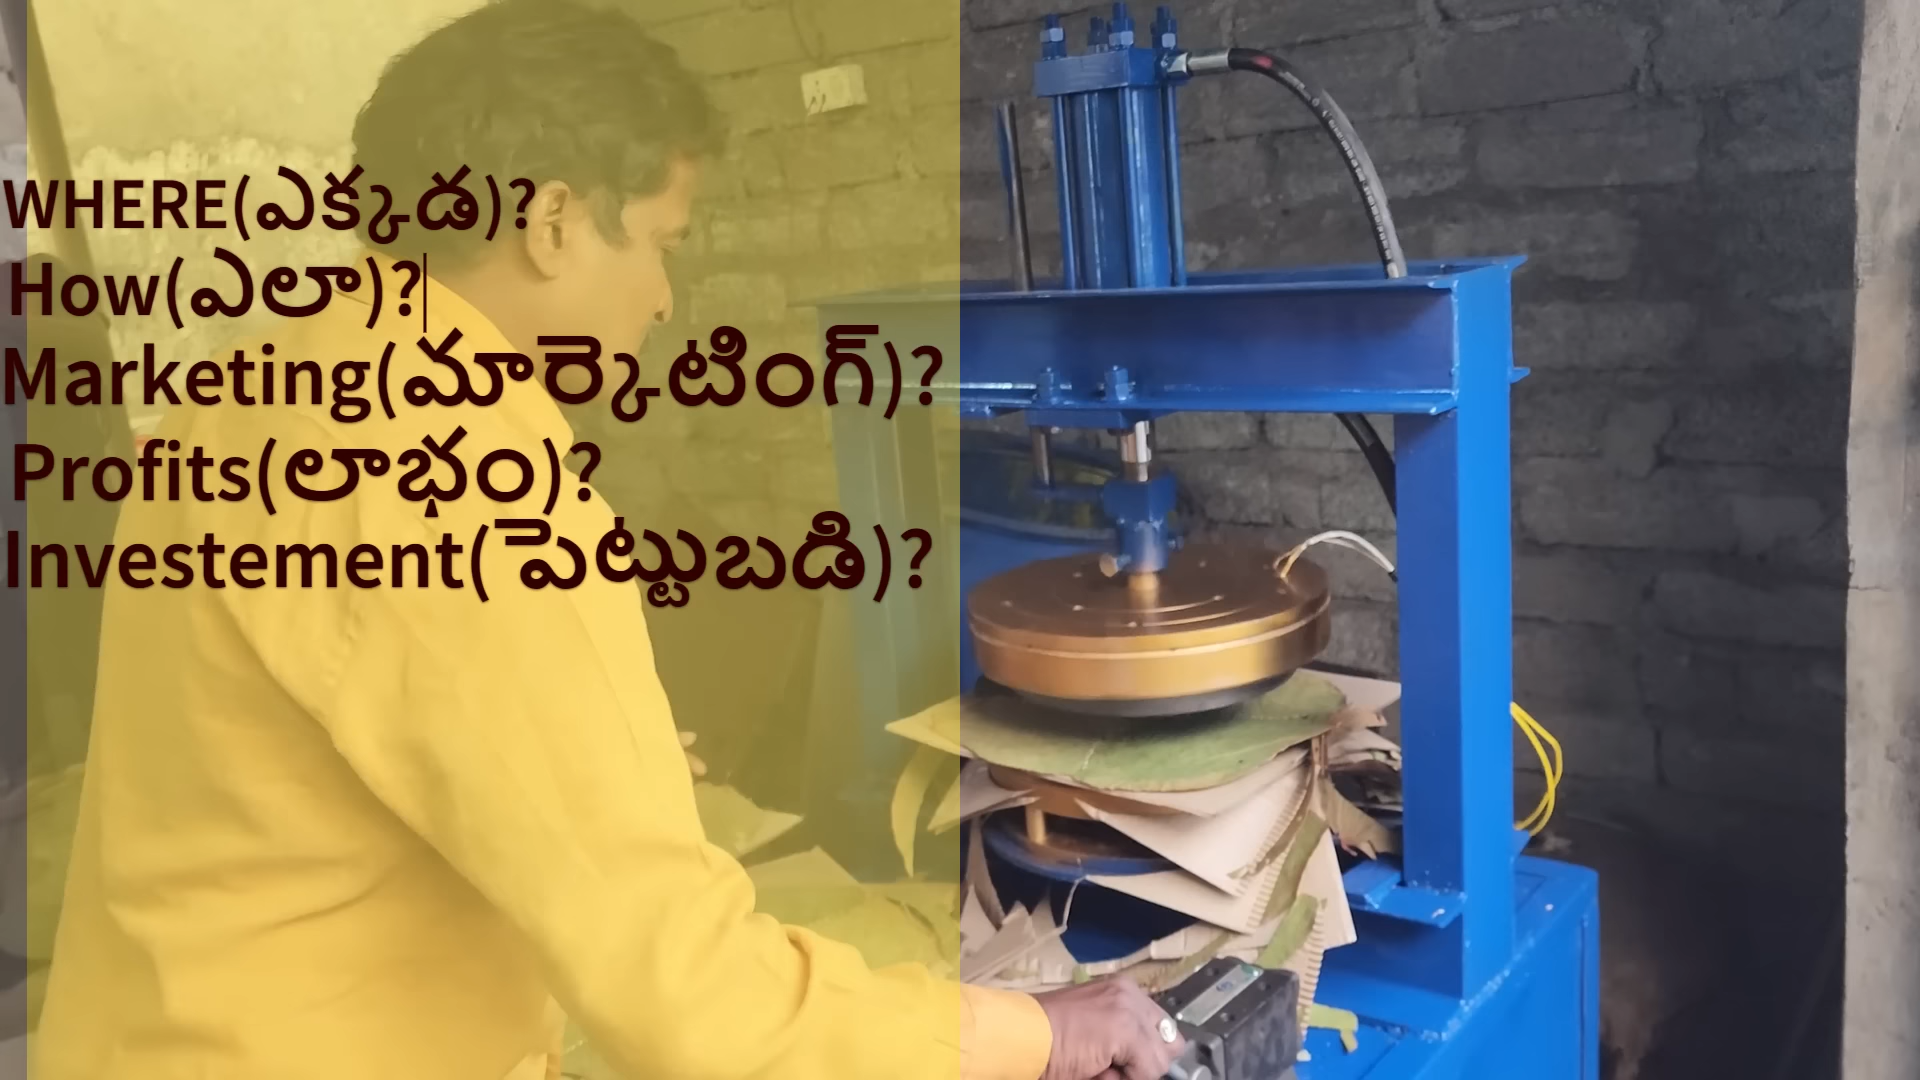 WHERE(ఎక్కడ)?
How(ఎలా)?
Marketing(మార్కెటింగ్)?
Profits(లాభం)?
Investement( పెట్టుబడి)?